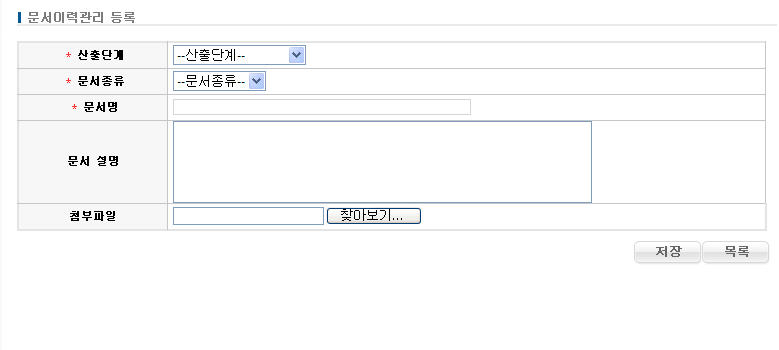 문서이력관리 등록
* 산출단계 --산출단계--
* 문서종류 --문서종류--
* 문서명
문서 설명
첨부파일 찾아보기...
저장 목록